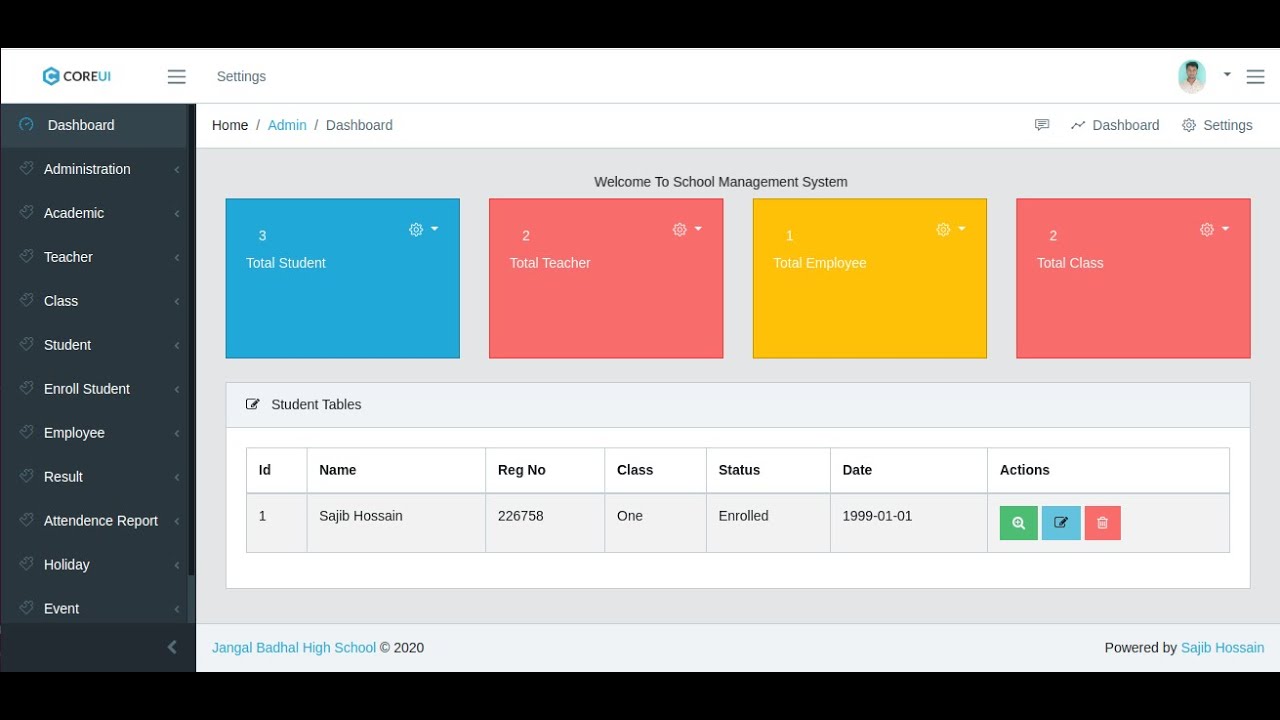 COREUI
Settings
Home / Admin / Dashboard
Dashboard
Settings
Dashboard
Administration
Academic
Teacher
Class
Student
Enroll Student
Employee
Result
Attendence Report
Holiday
Event
Welcome To School Management System
3
Total Student
2
Total Teacher
1
Total Employee
2
Total Class
Student Tables
Id Name Reg No Class Status Date Actions
1 Sajib Hossain 226758 One Enrolled 1999-01-01
Jangal Badhal High School © 2020
Powered by Sajib Hossain